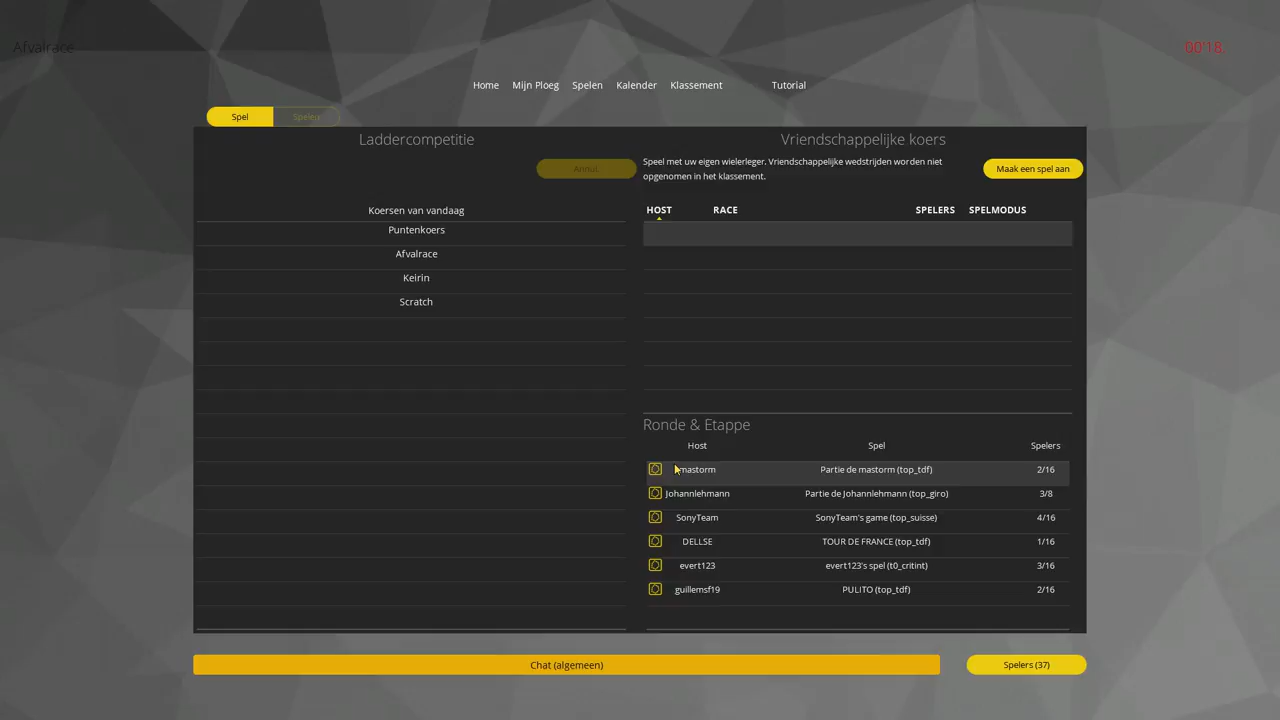 Afvalrace
00'18
Home Mijn Ploeg Spelen Kalender Klassement Tutorial
Spel Spelen
Laddercompetitie
Annul.
Koersen van vandaag
Puntenkoers
Afvalrace
Keirin
Scratch
Vriendschappelijke koers
Speel met uw eigen wielerleger. Vriendschappelijke wedstrijden worden niet
opgenomen in het klassement.
Maak een spel aan
HOST RACE SPELERS SPELMODUS
Ronde & Etappe
Host Spel Spelers
mastorm Partie de mastorm (top_tdf) 2/16
Johannlehmann Partie de Johannlehmann (top_giro) 3/8
SonyTeam SonyTeam's game (top_suisse) 4/16
DELLSE TOUR DE FRANCE (top_tdf) 1/16
evert123 evert123's spel (t0_critint) 3/16
guillemsf19 PULITO (top_tdf) 2/16
Chat (algemeen)
Spelers (37)